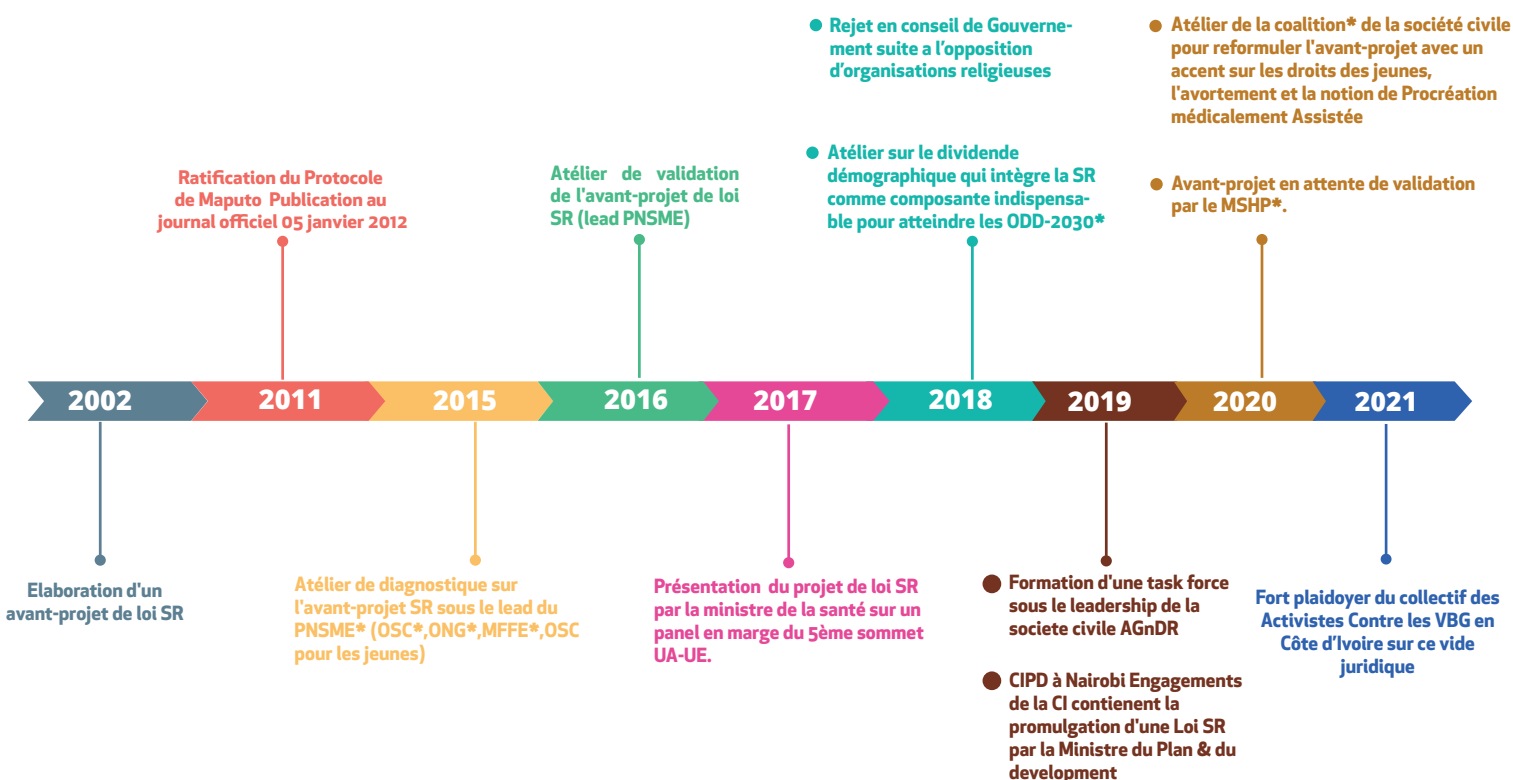 ● Rejet en conseil de Gouverne-
ment suite a l'opposition
d'organisations religieuses
● Atélier sur le dividende
démographique qui intègre la SR
comme composante indispensa-
ble pour atteindre les ODD-2030*
● Atélier de la coalition* de la société civile
pour reformuler l'avant-projet avec un
accent sur les droits des jeunes,
l'avortement et la notion de Procréation
médicalement Assistée
● Avant-projet en attente de validation
par le MSHP*.
Ratification du Protocole
de Maputo Publication au
journal officiel 05 janvier 2012
Atélier de validation
de l'avant-projet de loi
SR (lead PNSME)
2002
2011
2015
2016
2017
2018
2019
2020
2021
Elaboration d'un
avant-projet de loi SR
Atélier de diagnostique sur
l'avant-projet SR sous le lead du
PNSME* (OSC*,ONG*,MFFE*,OSC
pour les jeunes)
Présentation du projet de loi SR
par la ministre de la santé sur un
panel en marge du 5ème sommet
UA-UE.
● Formation d'une task force
sous le leadership de la
societe civile AGnDR
● CIPD à Nairobi Engagements
de la CI contienent la
promulgation d'une Loi SR
par la Ministre du Plan & du
development
Fort plaidoyer du collectif des
Activistes Contre les VBG en
Côte d'Ivoire sur ce vide
juridique